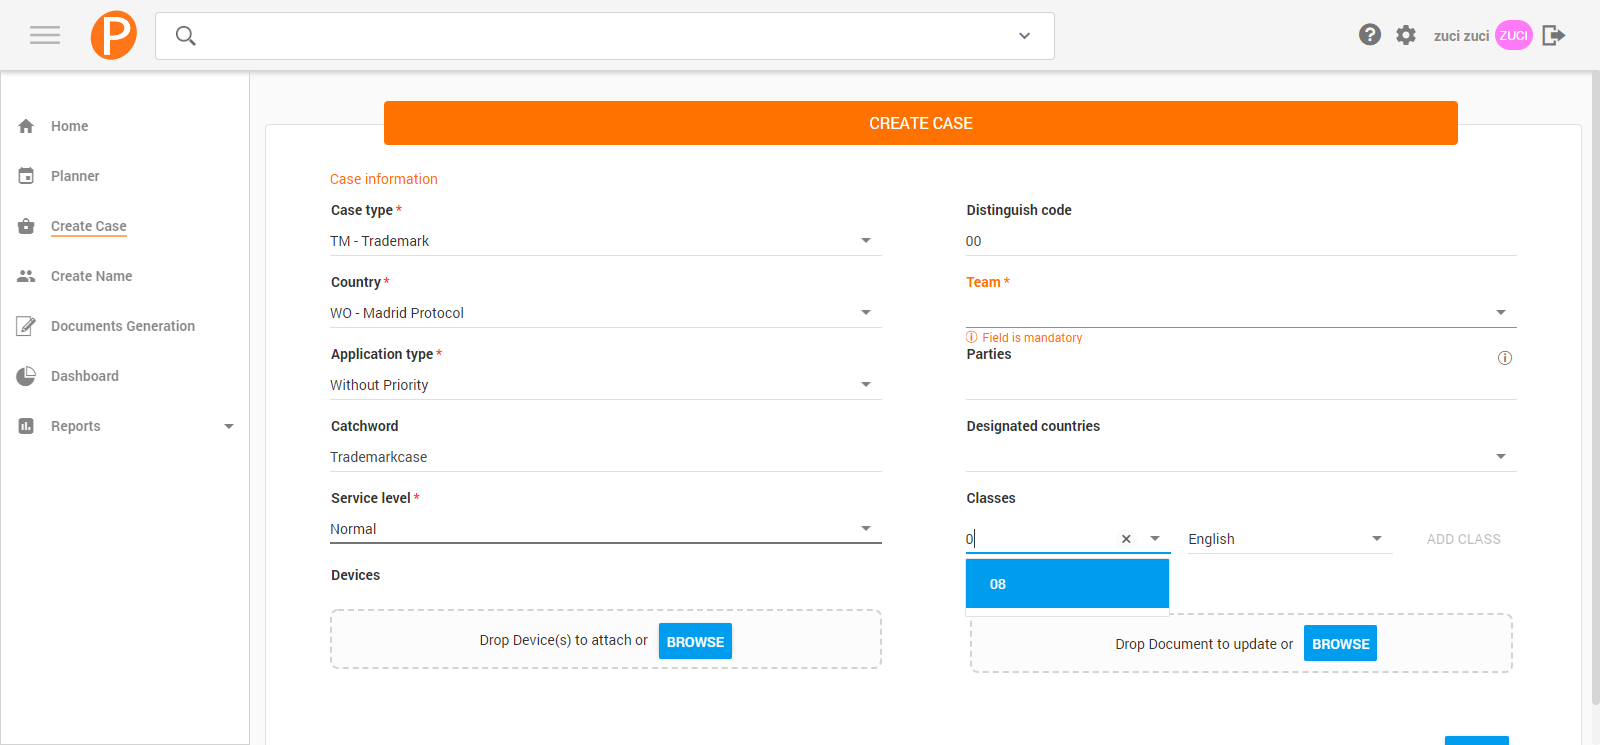 P
zuci zuci
ZUCI
Home
Planner
Create Case
Create Name
Documents Generation
Dashboard
Reports
CREATE CASE
Case information
Case type *
TM - Trademark
Distinguish code
00
Country *
WO - Madrid Protocol
Team *
Field is mandatory
Application type *
Without Priority
Parties
Catchword
Trademarkcase
Designated countries
Service level *
Normal
Classes
0
English
ADD CLASS
08
Devices
Drop Device(s) to attach or
BROWSE
Drop Document to update or
BROWSE